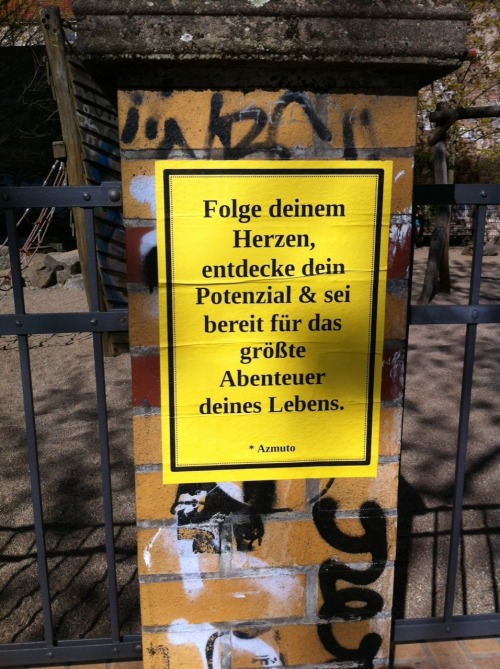 Folge deinem
Herzen,
entdecke dein
Potenzial & sei
bereit für das
größte
Abenteuer
deines Lebens.
* Azmuto